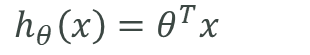 h_θ(x) = θ^T x